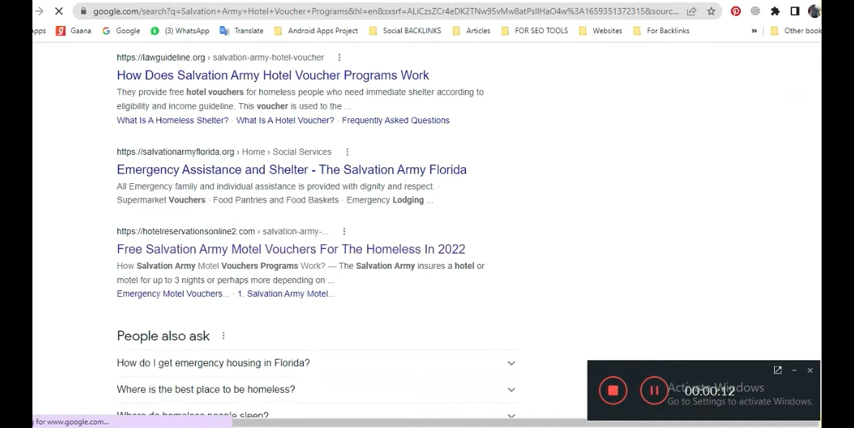 google.com/search?q=Salvation+Army+Hotel+Voucher+Programs&hl=en&sxsrf=ALiCzsZCr4eDK2TNw95vMw8atPsIIHaO4w%3A1659351372315&sourc...
Apps Gaana Google (3) WhatsApp Translate Android Apps Project Social BACKLINKS Articles FOR SEO TOOLS Websites For Backlinks » Other book
https://lawguideline.org › salvation-army-hotel-voucher
How Does Salvation Army Hotel Voucher Programs Work
They provide free hotel vouchers for homeless people who need immediate shelter according to
eligibility and income guideline. This voucher is used to the ...
What Is A Homeless Shelter? · What Is A Hotel Voucher? · Frequently Asked Questions
https://salvationarmyflorida.org › Home › Social Services
Emergency Assistance and Shelter - The Salvation Army Florida
All Emergency family and individual assistance is provided with dignity and respect. ·
Supermarket Vouchers · Food Pantries and Food Baskets · Emergency Lodging ...
https://hotelreservationsonline2.com › salvation-army-...
Free Salvation Army Motel Vouchers For The Homeless In 2022
How Salvation Army Motel Vouchers Programs Work? — The Salvation Army insures a hotel or
motel for up to 3 nights or perhaps more depending on ...
Emergency Motel Vouchers... · 1. Salvation Army Motel...
People also ask
How do I get emergency housing in Florida?
Where is the best place to be homeless?
Where do homeless people sleep?
00:00:12
Activate Windows
Go to Settings to activate Windows.
g for www.google.com...